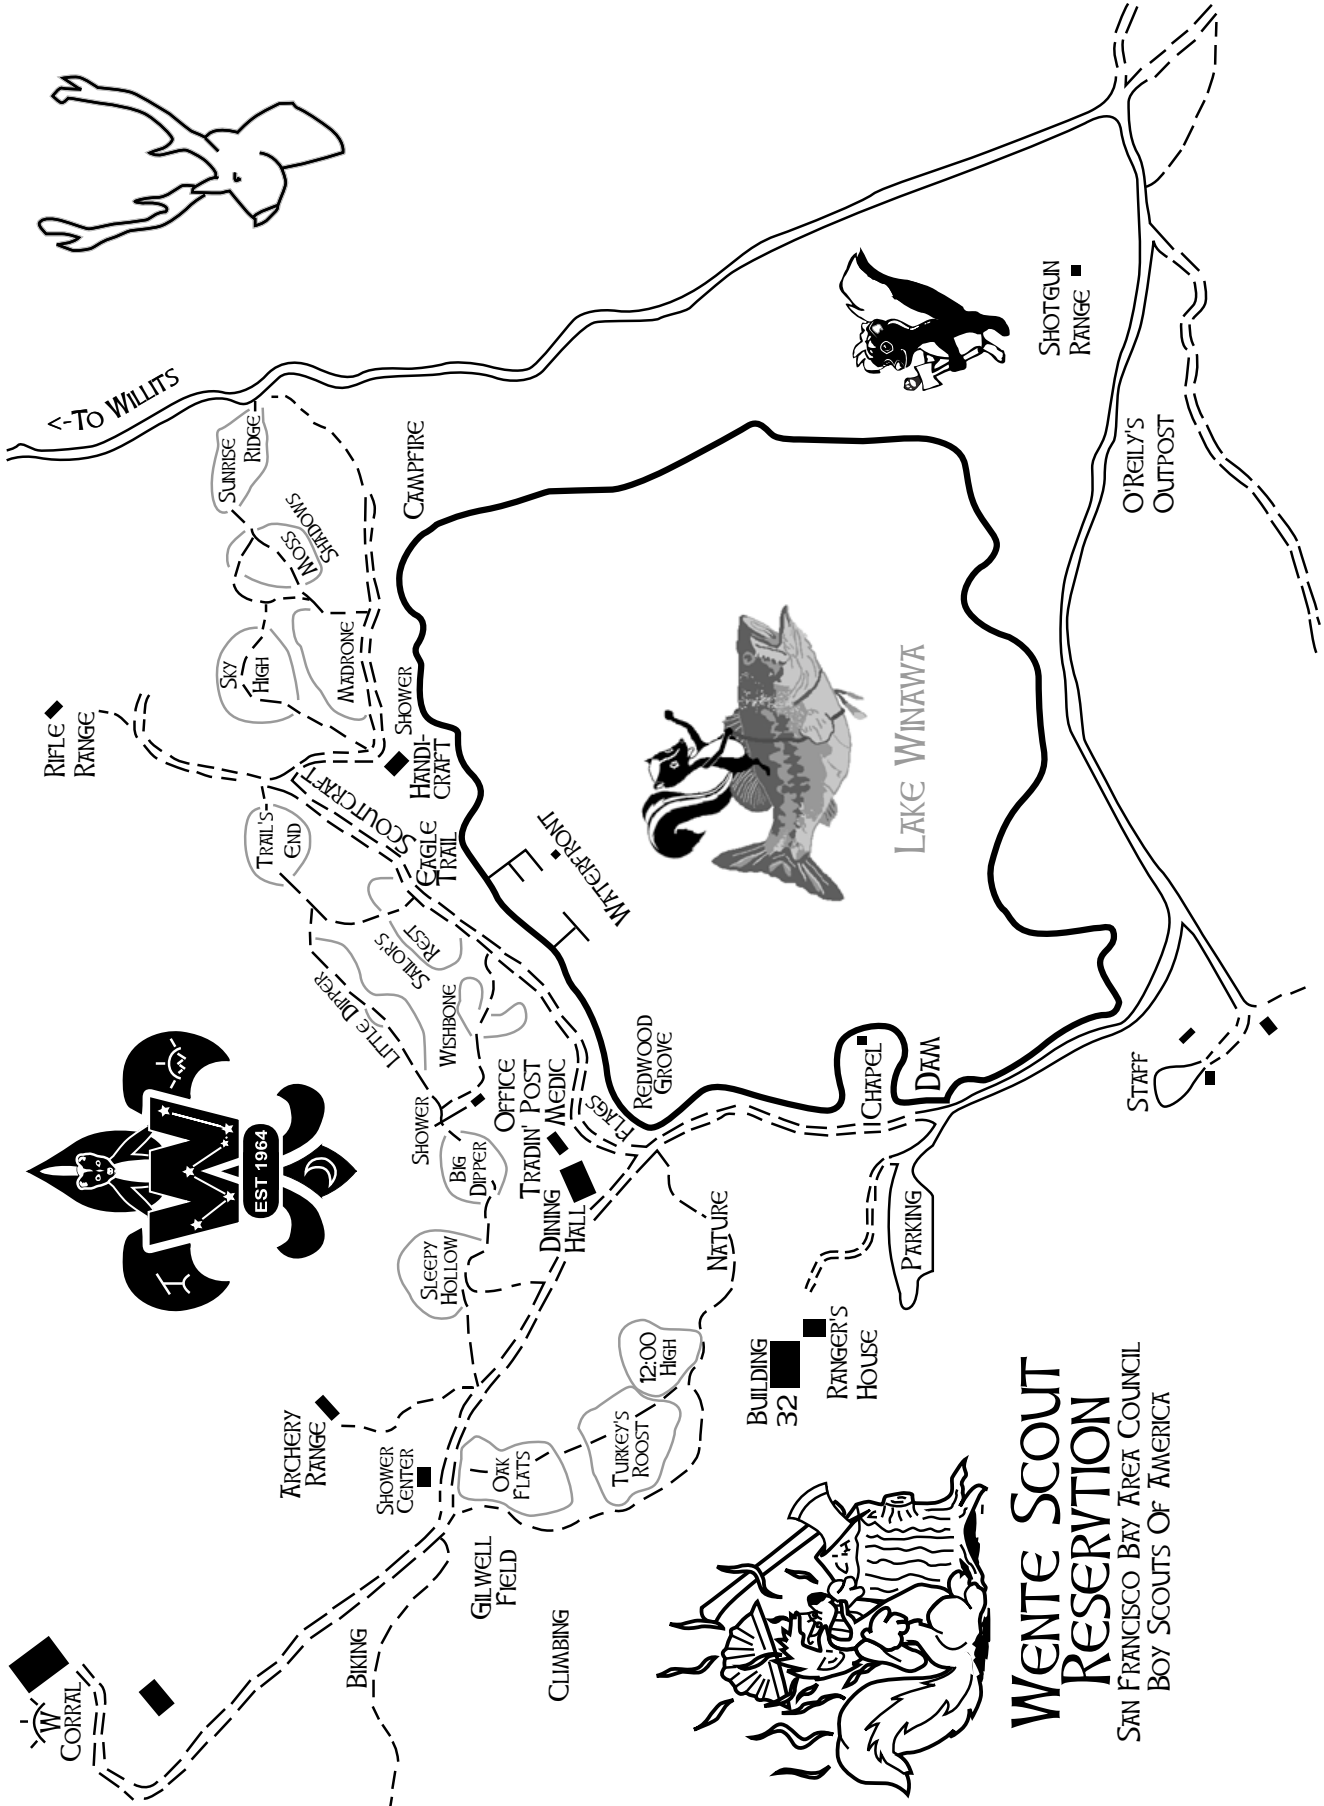 <-To Willits
Sunrise
Ridge
Moss
Shadows
Campfire
Sky
High
Madrone
Shower
Rifle
Range
Handi-
craft
Scoutcraft
Trail's
End
Eagle
Trail
Sailor's
Rest
Little Dipper
Wishbone
Waterfront
Lake Winawa
Shotgun
Range
O'Reily's
Outpost
Staff
Dam
Chapel
Redwood
Grove
Flags
Office
Tradin' Post
Medic
Shower
Big
Dipper
Dining
Hall
Sleepy
Hollow
Nature
Parking
12:00
High
Turkey's
Roost
Oak
Flats
Building
32
Ranger's
House
Archery
Range
Shower
Center
Gilwell
Field
Climbing
Biking
W
Corral
W
EST 1964
Wente Scout
Reservtion
San Francisco Bay Area Council
Boy Scouts Of America